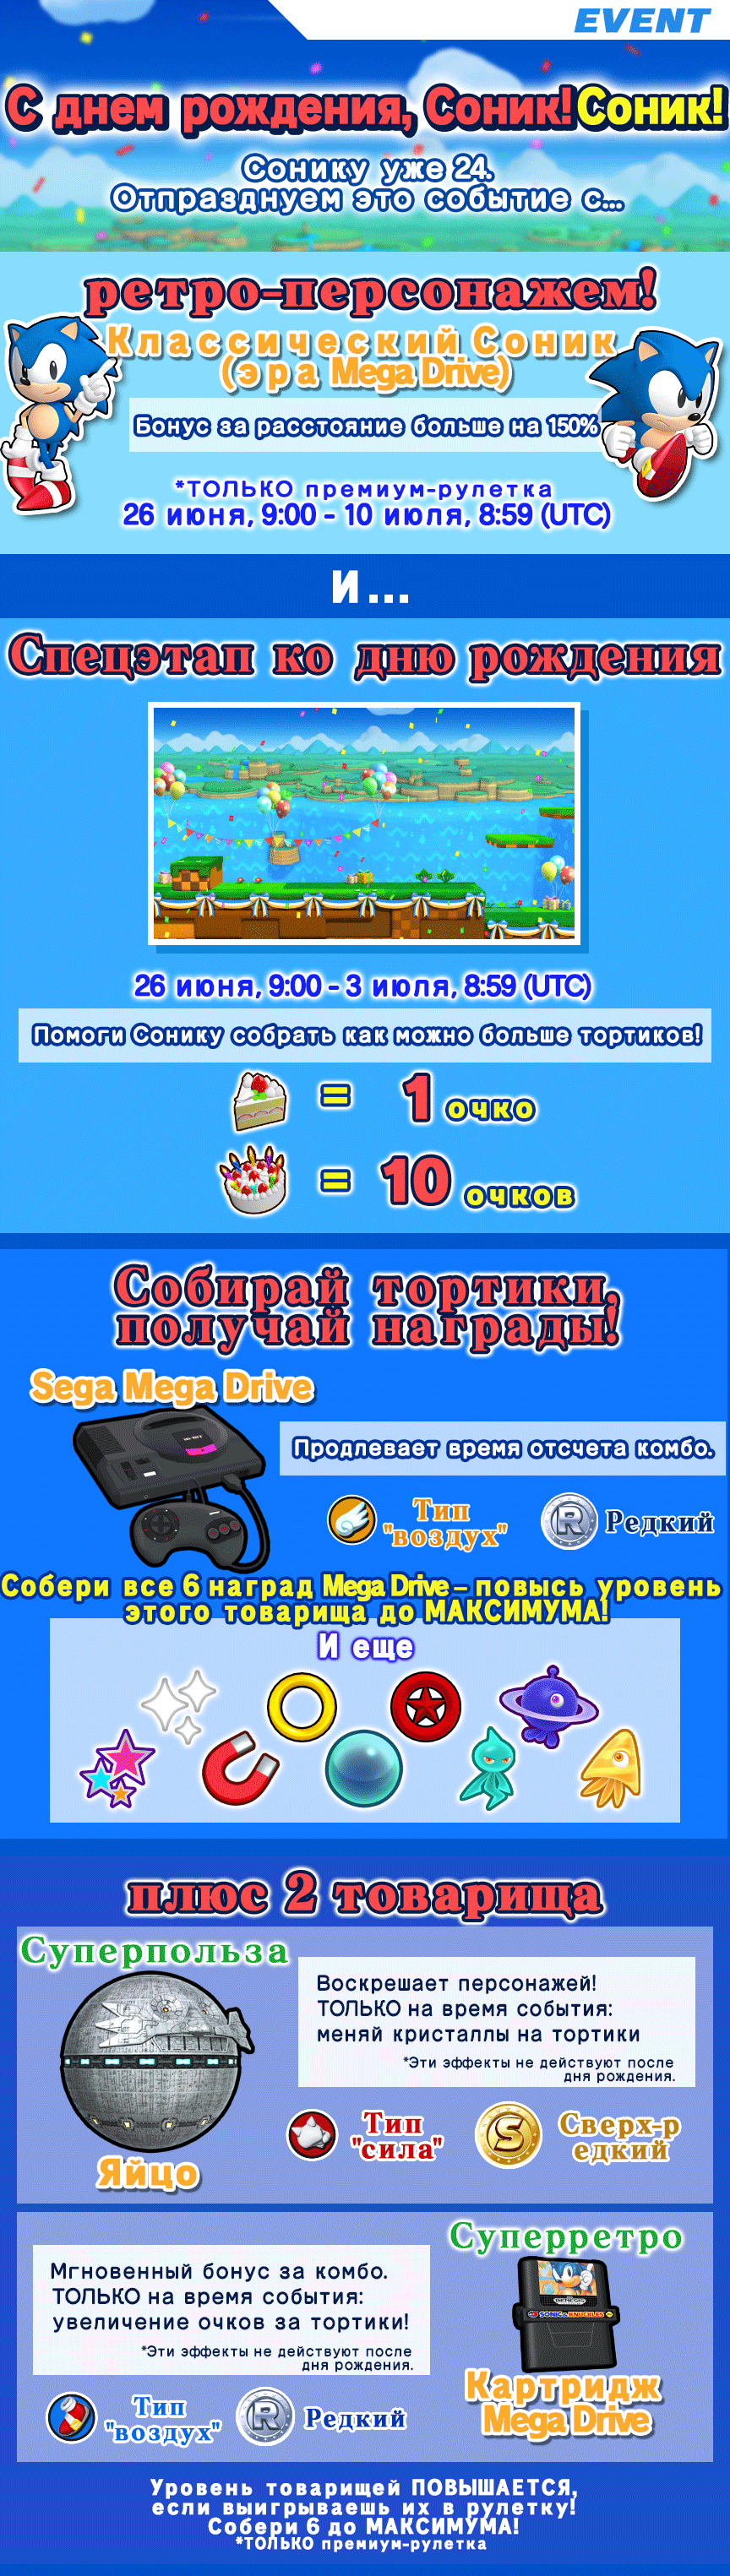 EVENT
С днем рождения, Соник! Соник!
Сонику уже 24.
Отпразднуем это событие с...
ретро-персонажем!
Классический Соник
(эра Mega Drive)
Бонус за расстояние больше на 150%
*ТОЛЬКО премиум-рулетка
26 июня, 9:00 - 10 июля, 8:59 (UTC)
И...
Спецэтап ко дню рождения
26 июня, 9:00 - 3 июля, 8:59 (UTC)
Помоги Сонику собрать как можно больше тортиков!
= 1 очко
= 10 очков
Собирай тортики,
получай награды!
Sega Mega Drive
Продлевает время отсчета комбо.
Тип
"воздух"
R Редкий
Собери все 6 наград Mega Drive – повысь уровень
этого товарища до МАКСИМУМА!
И еще
плюс 2 товарища
Суперпольза
Воскрешает персонажей!
ТОЛЬКО на время события:
меняй кристаллы на тортики
*Эти эффекты не действуют после
дня рождения.
Тип
"сила"
S Сверх-р
едкий
Яйцо
Суперретро
Мгновенный бонус за комбо.
ТОЛЬКО на время события:
увеличение очков за тортики!
*Эти эффекты не действуют после
дня рождения.
GENESIS
SONIC & KNUCKLES
Тип
"воздух"
R Редкий
Картридж
Mega Drive
Уровень товарищей ПОВЫШАЕТСЯ,
если выигрываешь их в рулетку!
Собери 6 до МАКСИМУМА!
*ТОЛЬКО премиум-рулетка